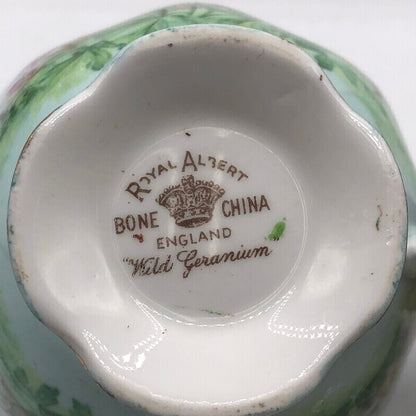 ROYAL ALBERT
BONE CHINA
ENGLAND
"Wild Geranium